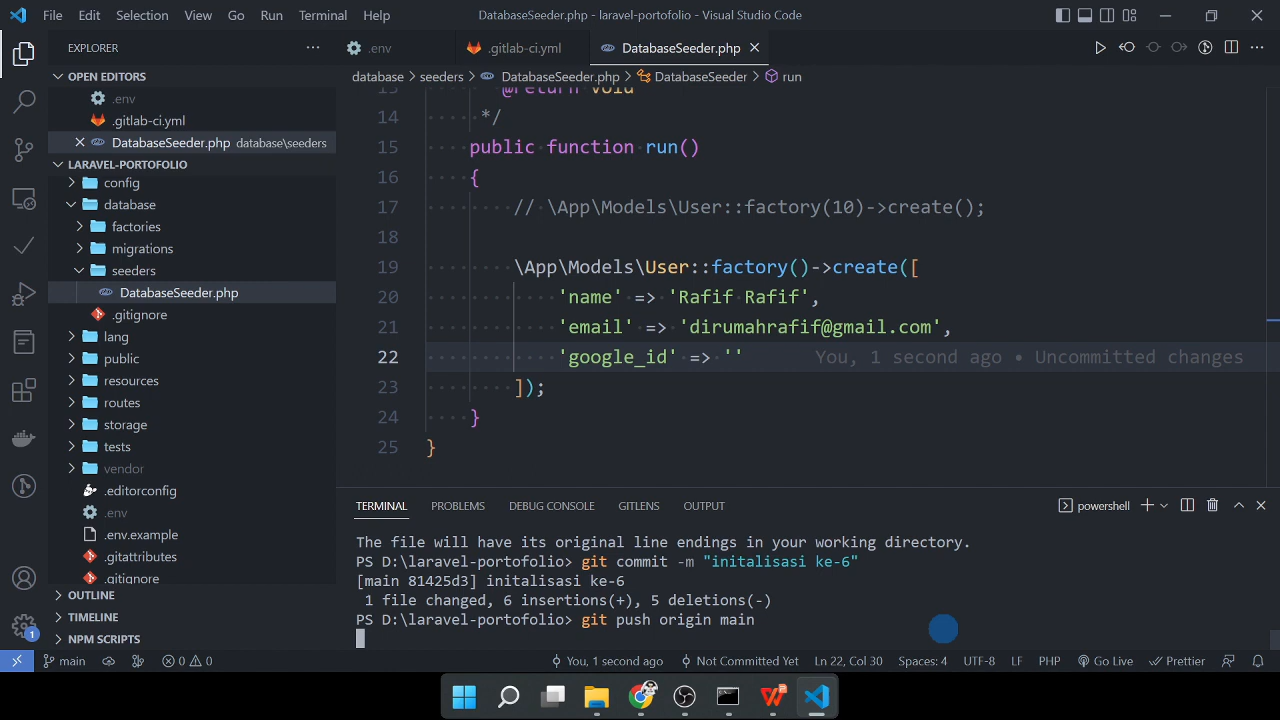 File Edit Selection View Go Run Terminal Help DatabaseSeeder.php - laravel-portofolio - Visual Studio Code
EXPLORER
OPEN EDITORS
.env
.gitlab-ci.yml
DatabaseSeeder.php database\seeders
LARAVEL-PORTOFOLIO
config
database
factories
migrations
seeders
DatabaseSeeder.php
.gitignore
lang
public
resources
routes
storage
tests
vendor
.editorconfig
.env
.env.example
.gitattributes
.gitignore
OUTLINE
TIMELINE
NPM SCRIPTS
.env .gitlab-ci.yml DatabaseSeeder.php
database > seeders > DatabaseSeeder.php > DatabaseSeeder > run
13 @return void
14 */
15 public function run()
16 {
17 // \App\Models\User::factory(10)->create();
18
19 \App\Models\User::factory()->create([
20 'name' => 'Rafif Rafif',
21 'email' => 'dirumahrafif@gmail.com',
22 'google_id' => '' You, 1 second ago • Uncommitted changes
23 ]);
24 }
25 }
TERMINAL PROBLEMS DEBUG CONSOLE GITLENS OUTPUT powershell
The file will have its original line endings in your working directory.
PS D:\laravel-portofolio> git commit -m "initalisasi ke-6"
[main 81425d3] initalisasi ke-6
1 file changed, 6 insertions(+), 5 deletions(-)
PS D:\laravel-portofolio> git push origin main
1
main 0 0 You, 1 second ago Not Committed Yet Ln 22, Col 30 Spaces: 4 UTF-8 LF PHP Go Live Prettier